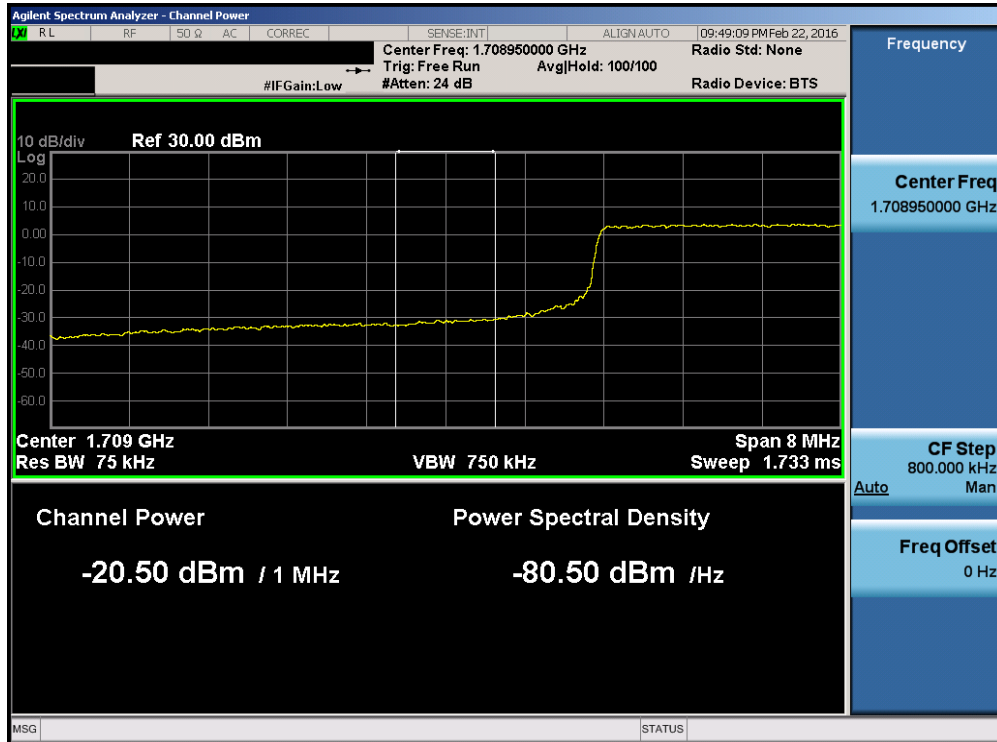 Agilent Spectrum Analyzer - Channel Power
LXI RL RF 50 Ω AC CORREC SENSE:INT ALIGN AUTO 09:49:09 PM Feb 22, 2016
Center Freq: 1.708950000 GHz Radio Std: None
Trig: Free Run Avg|Hold: 100/100
#IFGain:Low #Atten: 24 dB Radio Device: BTS
10 dB/div Ref 30.00 dBm
Log
20.0
10.0
0.00
-10.0
-20.0
-30.0
-40.0
-50.0
-60.0
Center 1.709 GHz Span 8 MHz
Res BW 75 kHz VBW 750 kHz Sweep 1.733 ms
Channel Power Power Spectral Density
-20.50 dBm / 1 MHz -80.50 dBm /Hz
MSG STATUS
Frequency
Center Freq
1.708950000 GHz
CF Step
800.000 kHz
Auto Man
Freq Offset
0 Hz